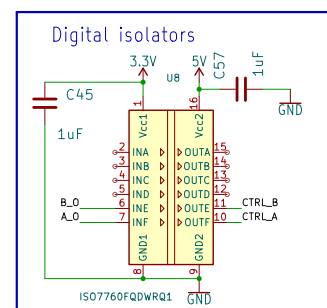 Digital isolators
3.3V
U8
5V
C57
1uF
C45
1uF
GND
1
16
Vcc1
Vcc2
2 INA OUTA 15
3 INB OUTB 14
4 INC OUTC 13
5 IND OUTD 12
B_O 6 INE OUTE 11 CTRL_B
A_O 7 INF OUTF 10 CTRL_A
GND1
GND2
8
9
ISO7760FQDWRQ1
GND